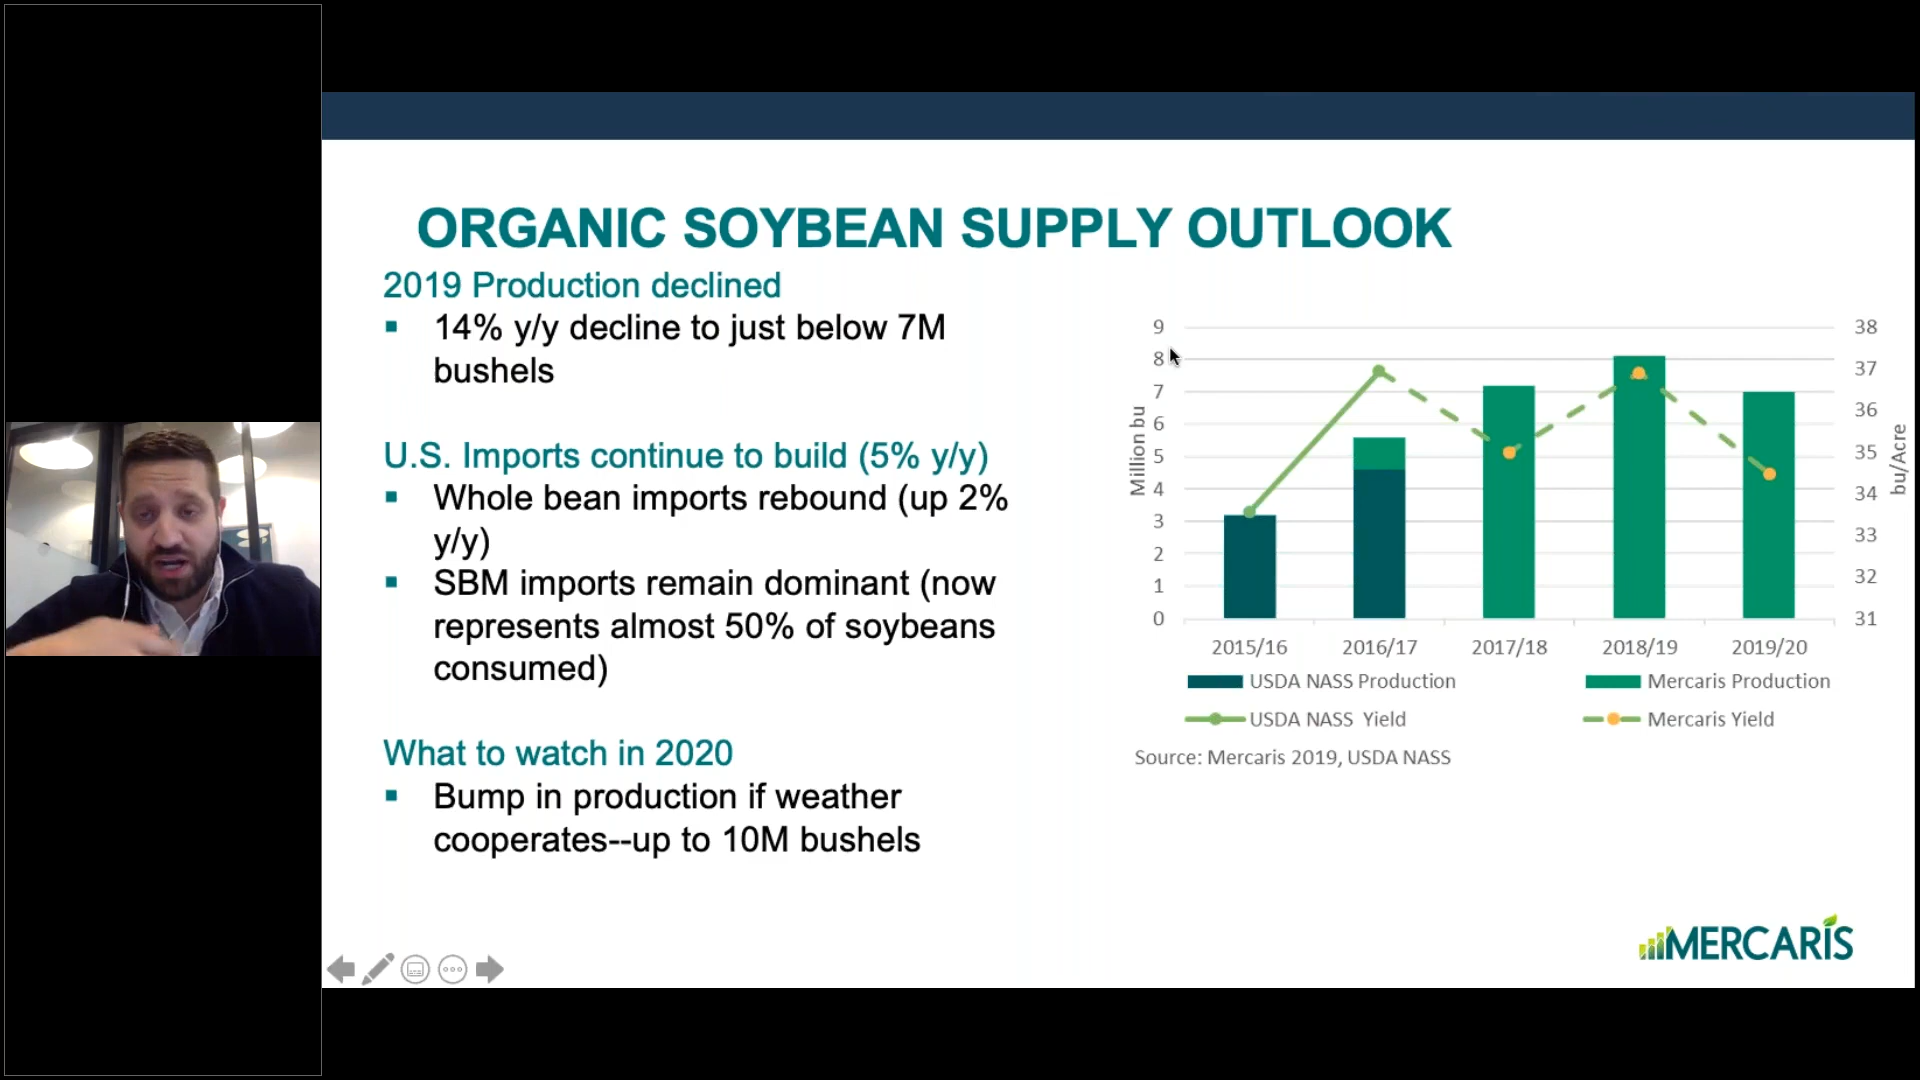 ORGANIC SOYBEAN SUPPLY OUTLOOK
2019 Production declined
14% y/y decline to just below 7M
bushels
U.S. Imports continue to build (5% y/y)
Whole bean imports rebound (up 2%
y/y)
SBM imports remain dominant (now
represents almost 50% of soybeans
consumed)
What to watch in 2020
Bump in production if weather
cooperates--up to 10M bushels
Million bu
9
8
7
6
5
4
3
2
1
0
38
37
36
35
34
33
32
31
bu/Acre
2015/16 2016/17 2017/18 2018/19 2019/20
USDA NASS Production Mercaris Production
USDA NASS Yield Mercaris Yield
Source: Mercaris 2019, USDA NASS
MERCARIS